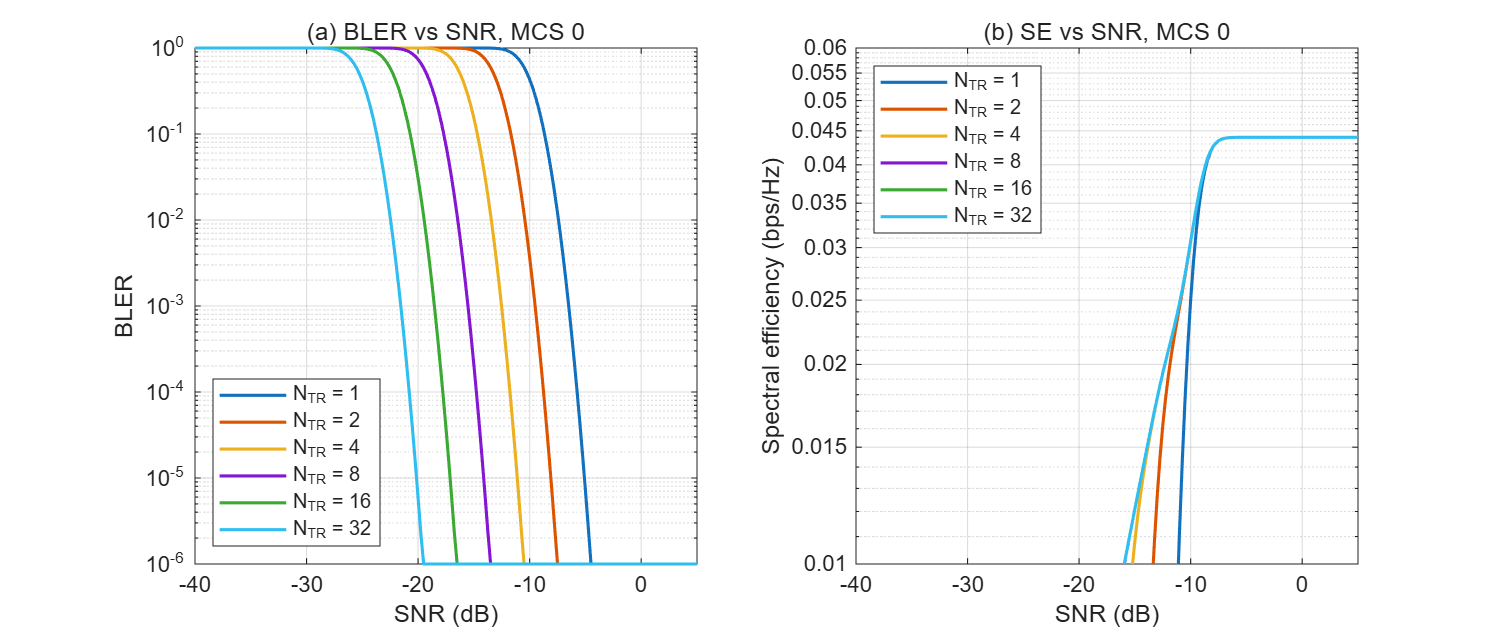 (a) BLER vs SNR, MCS 0
10^0
10^-1
10^-2
10^-3
10^-4
10^-5
10^-6
BLER
N_TR = 1
N_TR = 2
N_TR = 4
N_TR = 8
N_TR = 16
N_TR = 32
-40 -30 -20 -10 0
SNR (dB)
(b) SE vs SNR, MCS 0
0.06
0.055
0.05
0.045
0.04
0.035
0.03
0.025
0.02
0.015
0.01
Spectral efficiency (bps/Hz)
N_TR = 1
N_TR = 2
N_TR = 4
N_TR = 8
N_TR = 16
N_TR = 32
-40 -30 -20 -10 0
SNR (dB)